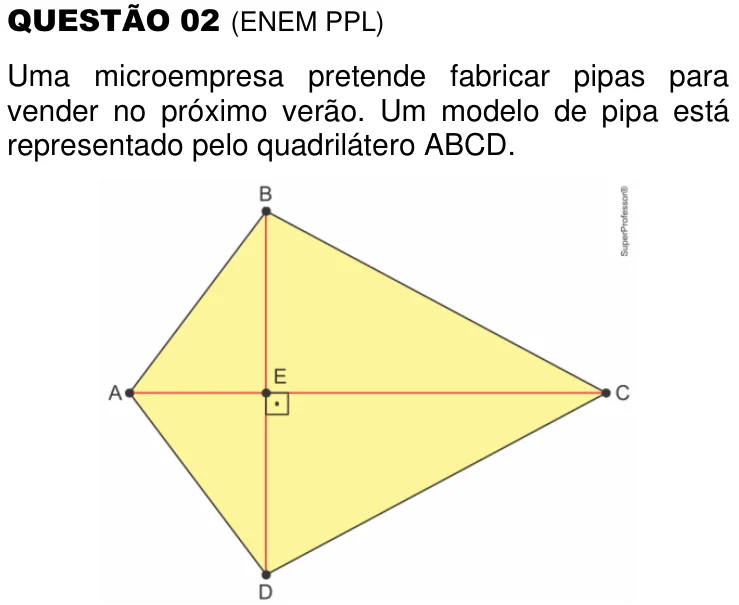 QUESTÃO 02 (ENEM PPL)
Uma microempresa pretende fabricar pipas para
vender no próximo verão. Um modelo de pipa está
representado pelo quadrilátero ABCD.
B
SuperProfessor®
E
A
C
D